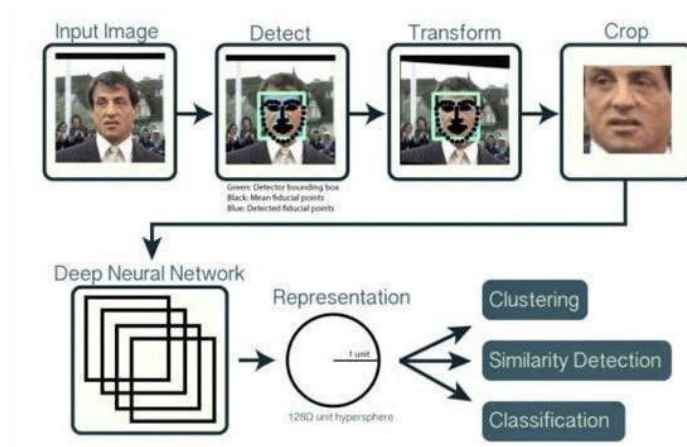 Input Image
Detect
Transform
Crop
Green: Detector bounding box
Black: Mean fiducial points
Blue: Detected fiducial points
Deep Neural Network
Representation
1 unit
128D unit hypersphere
Clustering
Similarity Detection
Classification